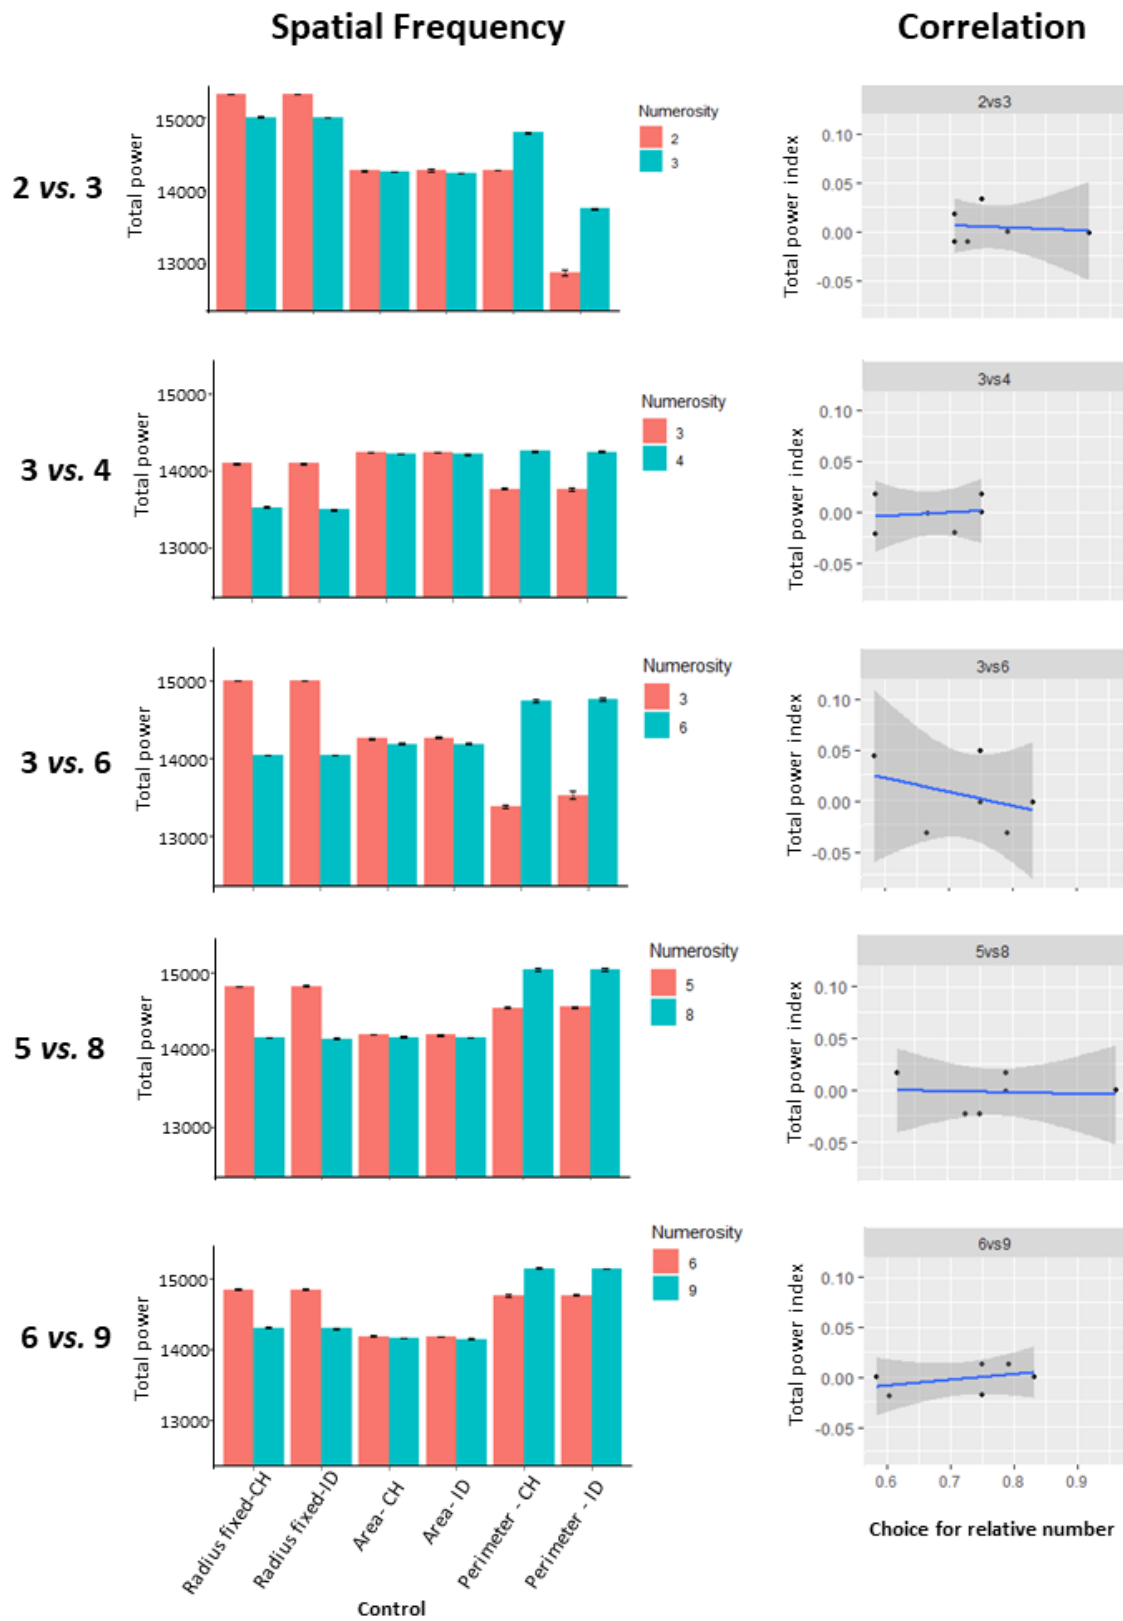 Spatial Frequency
Correlation
2 vs. 3
Total power
15000
14000
13000
Numerosity
2
3
Total power index
2vs3
0.10
0.05
0.00
-0.05
3 vs. 4
Total power
15000
14000
13000
Numerosity
3
4
Total power index
3vs4
0.10
0.05
0.00
-0.05
3 vs. 6
Total power
15000
14000
13000
Numerosity
3
6
Total power index
3vs6
0.10
0.05
0.00
-0.05
5 vs. 8
Total power
15000
14000
13000
Numerosity
5
8
Total power index
5vs8
0.10
0.05
0.00
-0.05
6 vs. 9
Total power
15000
14000
13000
Numerosity
6
9
Total power index
6vs9
0.10
0.05
0.00
-0.05
Radius fixed-CH
Radius fixed-ID
Area- CH
Area- ID
Perimeter - CH
Perimeter - ID
Control
0.6 0.7 0.8 0.9
Choice for relative number